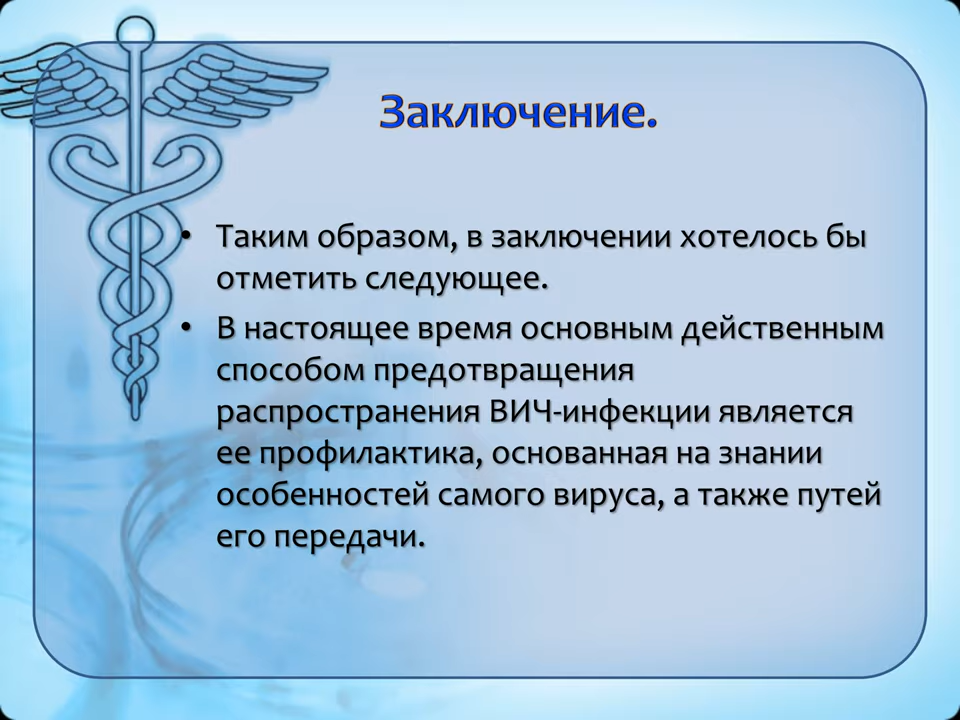 Заключение.
• Таким образом, в заключении хотелось бы
отметить следующее.
• В настоящее время основным действенным
способом предотвращения
распространения ВИЧ-инфекции является
ее профилактика, основанная на знании
особенностей самого вируса, а также путей
его передачи.